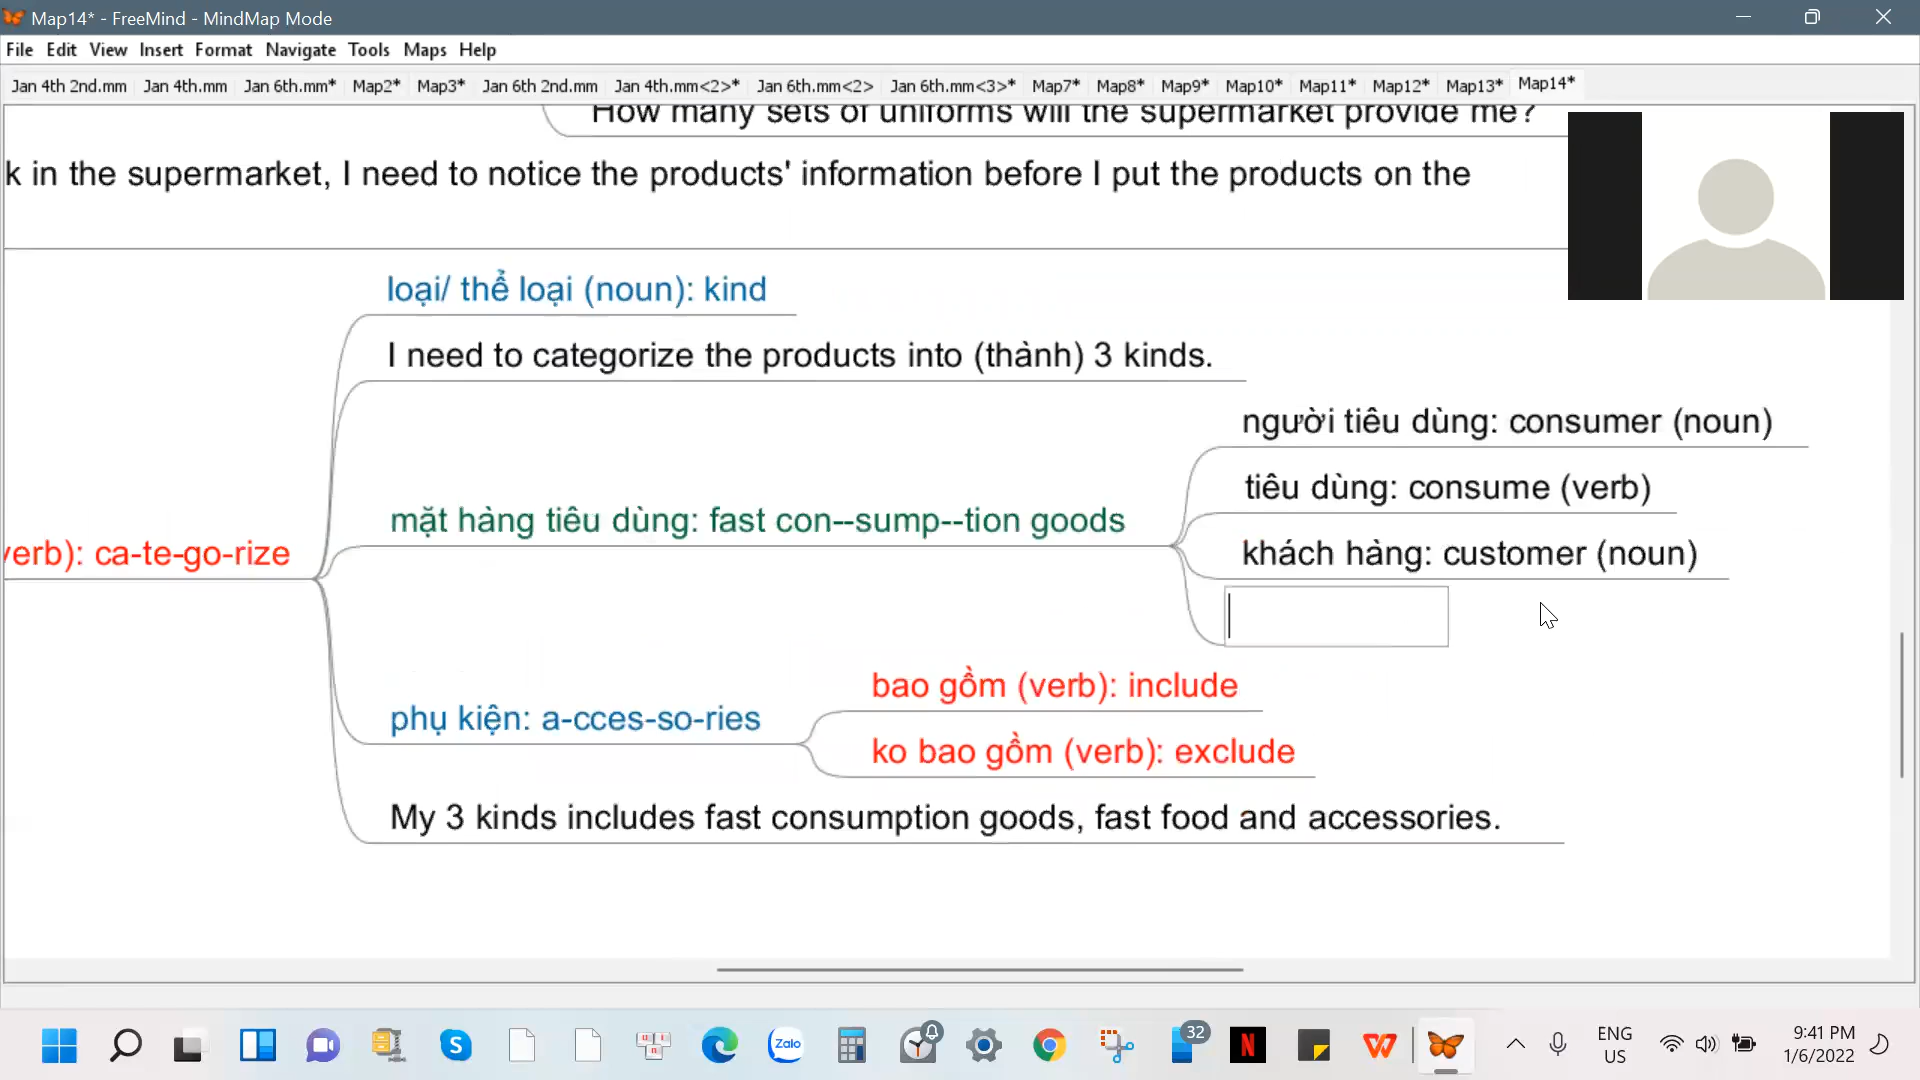 Map14* - FreeMind - MindMap Mode
File Edit View Insert Format Navigate Tools Maps Help
Jan 4th 2nd.mm Jan 4th.mm Jan 6th.mm* Map2* Map3* Jan 6th 2nd.mm Jan 4th.mm<2>* Jan 6th.mm<2> Jan 6th.mm<3>* Map7* Map8* Map9* Map10* Map11* Map12* Map13* Map14*
How many sets of uniforms will the supermarket provide me?
k in the supermarket, I need to notice the products' information before I put the products on the
loại/ thể loại (noun): kind
I need to categorize the products into (thành) 3 kinds.
người tiêu dùng: consumer (noun)
tiêu dùng: consume (verb)
mặt hàng tiêu dùng: fast con--sump--tion goods
verb): ca-te-go-rize
khách hàng: customer (noun)
bao gồm (verb): include
phụ kiện: a-cces-so-ries
ko bao gồm (verb): exclude
My 3 kinds includes fast consumption goods, fast food and accessories.
Zalo
32
N
ENG
US
9:41 PM
1/6/2022